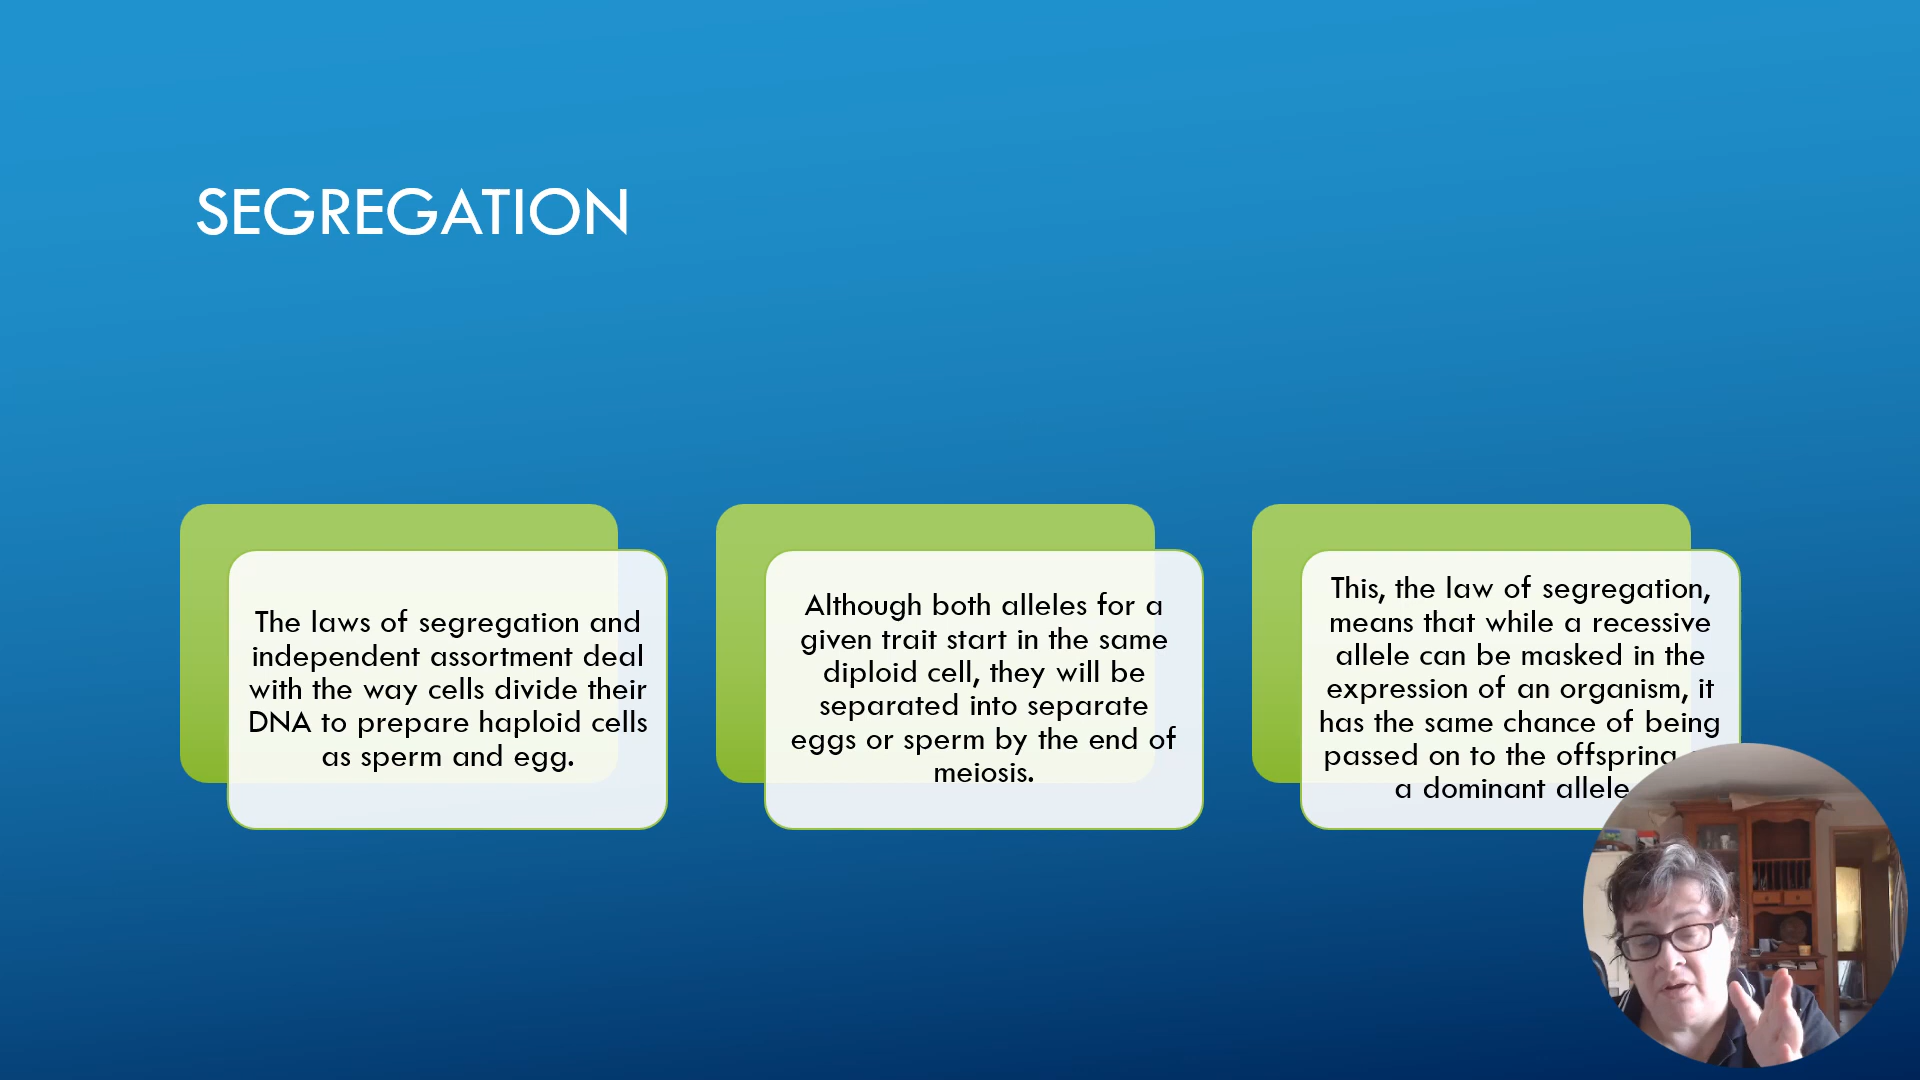 SEGREGATION
The laws of segregation and
independent assortment deal
with the way cells divide their
DNA to prepare haploid cells
as sperm and egg.
Although both alleles for a
given trait start in the same
diploid cell, they will be
separated into separate
eggs or sperm by the end of
meiosis.
This, the law of segregation,
means that while a recessive
allele can be masked in the
expression of an organism, it
has the same chance of being
passed on to the offspring
a dominant allele